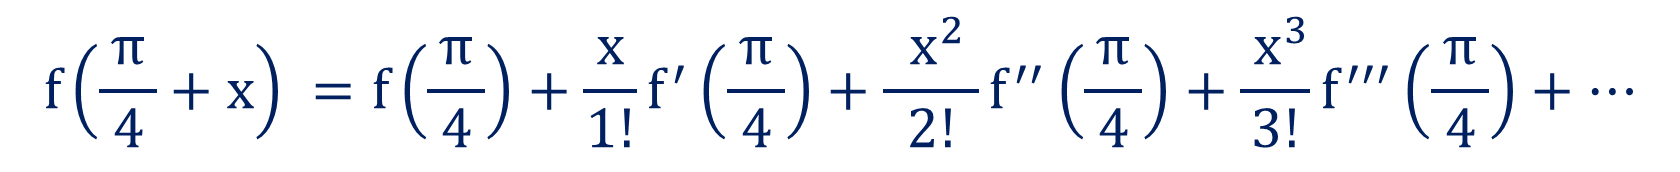 f(π/4 + x) = f(π/4) + x/1! f′(π/4) + x²/2! f′′(π/4) + x³/3! f′′′(π/4) + ⋯